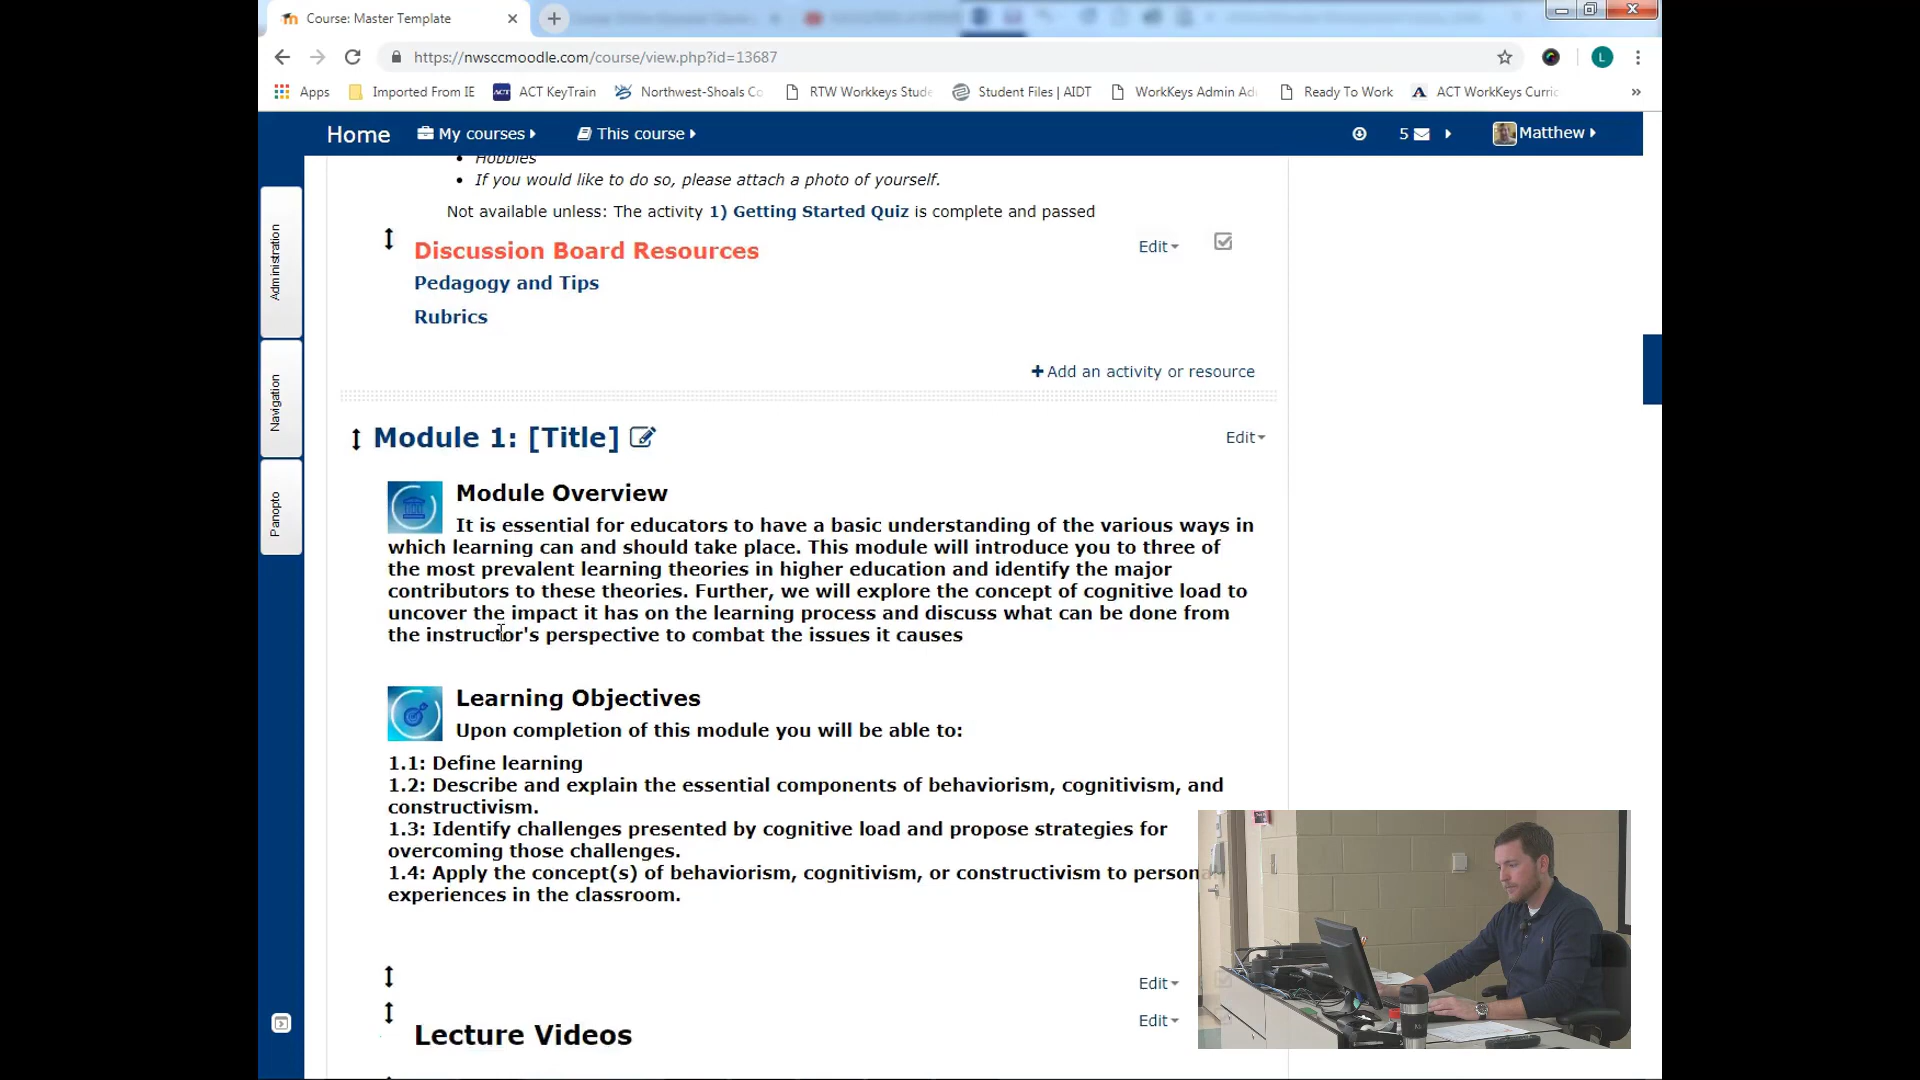 Course: Master Template
https://nwsccmoodle.com/course/view.php?id=13687
L
Apps
Imported From IE
ACT
ACT KeyTrain
Northwest-Shoals Co
RTW Workkeys Stude
Student Files | AIDT
WorkKeys Admin Ad
Ready To Work
ACT WorkKeys Curric
»
Home
My courses
This course
5
Matthew
Administration
Navigation
Panopto
Hobbies
• If you would like to do so, please attach a photo of yourself.
Not available unless: The activity 1) Getting Started Quiz is complete and passed
Discussion Board Resources
Edit
Pedagogy and Tips
Rubrics
+Add an activity or resource
Module 1: [Title]
Edit
Module Overview
It is essential for educators to have a basic understanding of the various ways in
which learning can and should take place. This module will introduce you to three of
the most prevalent learning theories in higher education and identify the major
contributors to these theories. Further, we will explore the concept of cognitive load to
uncover the impact it has on the learning process and discuss what can be done from
the instructor's perspective to combat the issues it causes
Learning Objectives
Upon completion of this module you will be able to:
1.1: Define learning
1.2: Describe and explain the essential components of behaviorism, cognitivism, and
constructivism.
1.3: Identify challenges presented by cognitive load and propose strategies for
overcoming those challenges.
1.4: Apply the concept(s) of behaviorism, cognitivism, or constructivism to persona
experiences in the classroom.
Edit
Edit
Lecture Videos